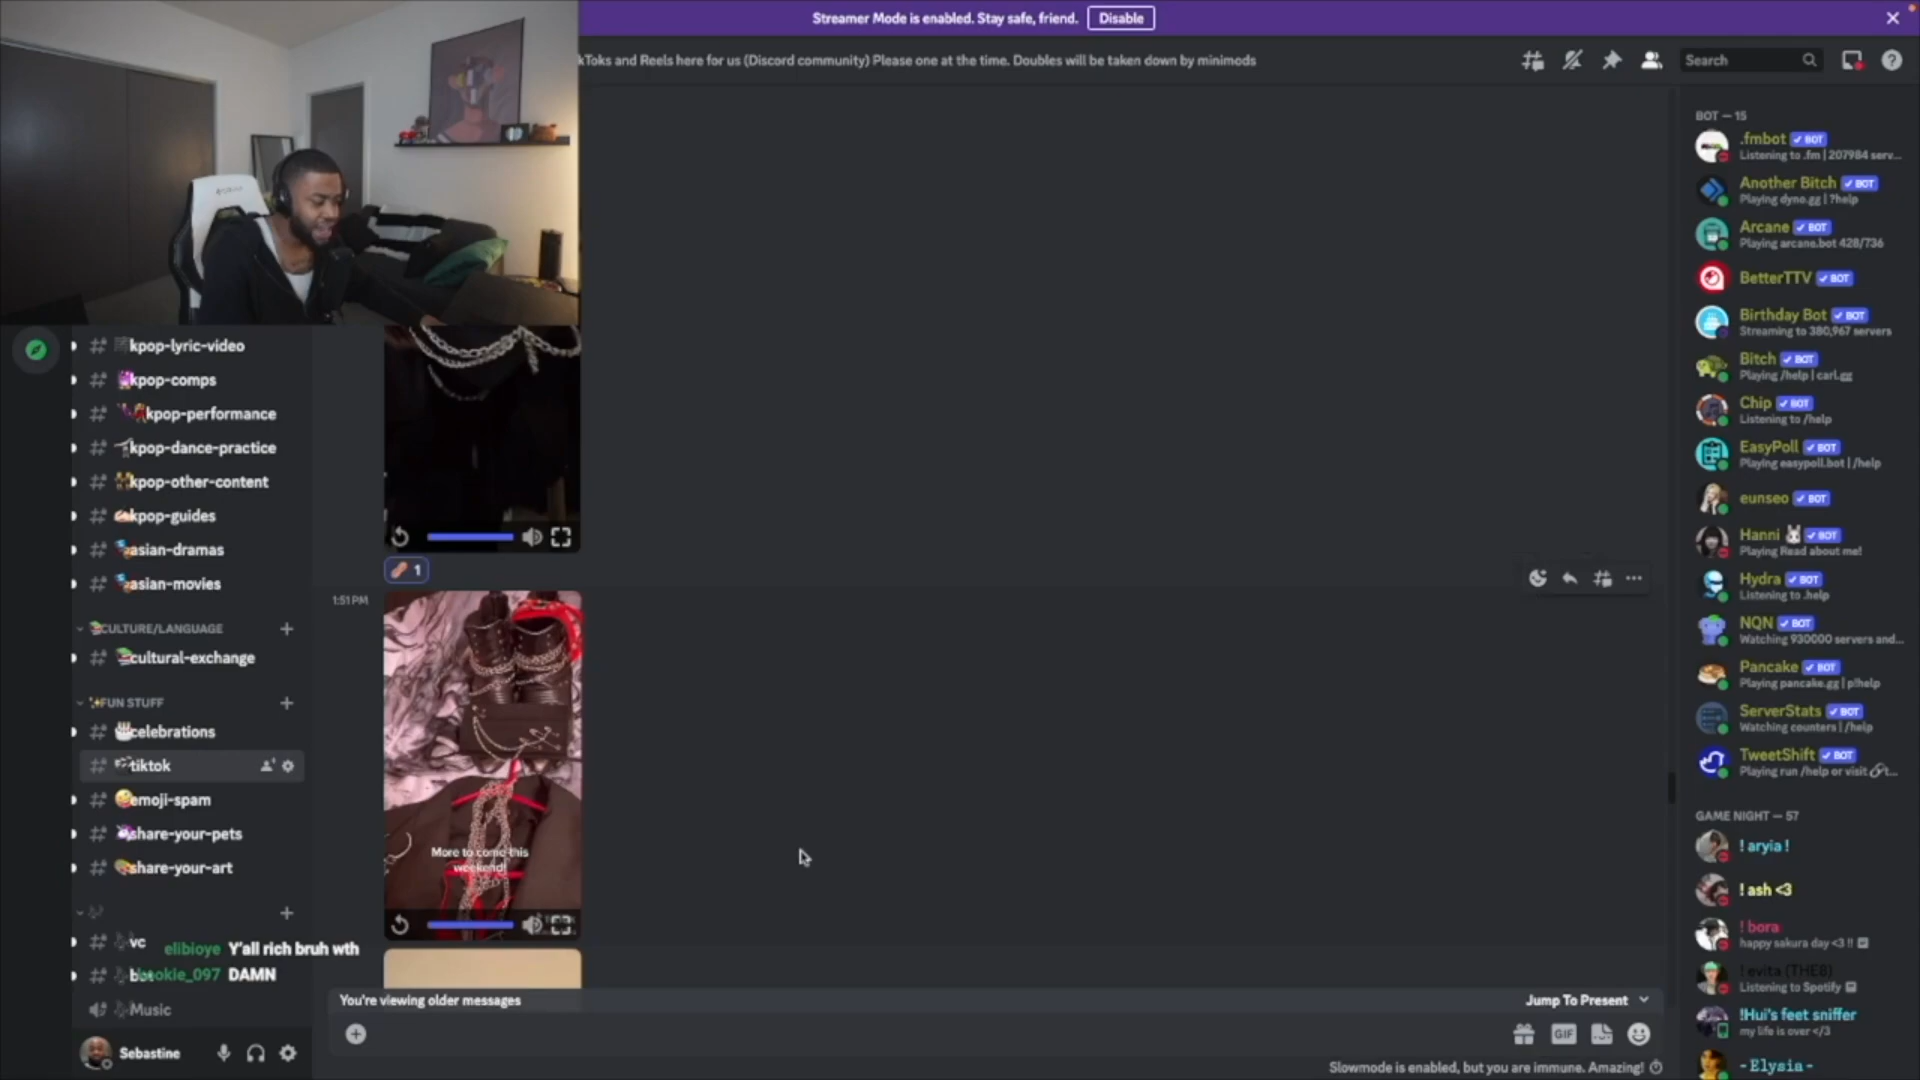 Streamer Mode is enabled. Stay safe, friend. Disable
kToks and Reels here for us (Discord community) Please one at the time. Doubles will be taken down by minimods
Search
kpop-lyric-video
kpop-comps
kpop-performance
kpop-dance-practice
kpop-other-content
kpop-guides
asian-dramas
asian-movies
CULTURE/LANGUAGE
cultural-exchange
FUN STUFF
celebrations
tiktok
emoji-spam
share-your-pets
share-your-art
vc
elibioye Y'all rich bruh wth
DAMN
Music
Sebastine
1
1:51 PM
More to come this
weekend!
You're viewing older messages
Jump To Present
GIF
Slowmode is enabled, but you are immune. Amazing!
BOT — 15
.fmbot BOT
Listening to .fm | 207984 serv...
Another Bitch BOT
Playing dyno.gg | ?help
Arcane BOT
Playing arcane.bot 428/736
BetterTTV BOT
Birthday Bot BOT
Streaming to 380,967 servers
Bitch BOT
Playing /help | carl.gg
Chip BOT
Listening to /help
EasyPoll BOT
Playing easypoll.bot | /help
eunseo BOT
Hanni BOT
Playing Read about me!
Hydra BOT
Listening to .help
NQN BOT
Watching 930000 servers and...
Pancake BOT
Playing pancake.gg | p!help
ServerStats BOT
Watching counters | /help
TweetShift BOT
Playing run /help or visit t...
GAME NIGHT — 57
! aryia !
! ash <3
! bora
happy sakura day <3 !!
! evita (THE8)
Listening to Spotify
!Hui's feet sniffer
my life is over </3
-Elysia-